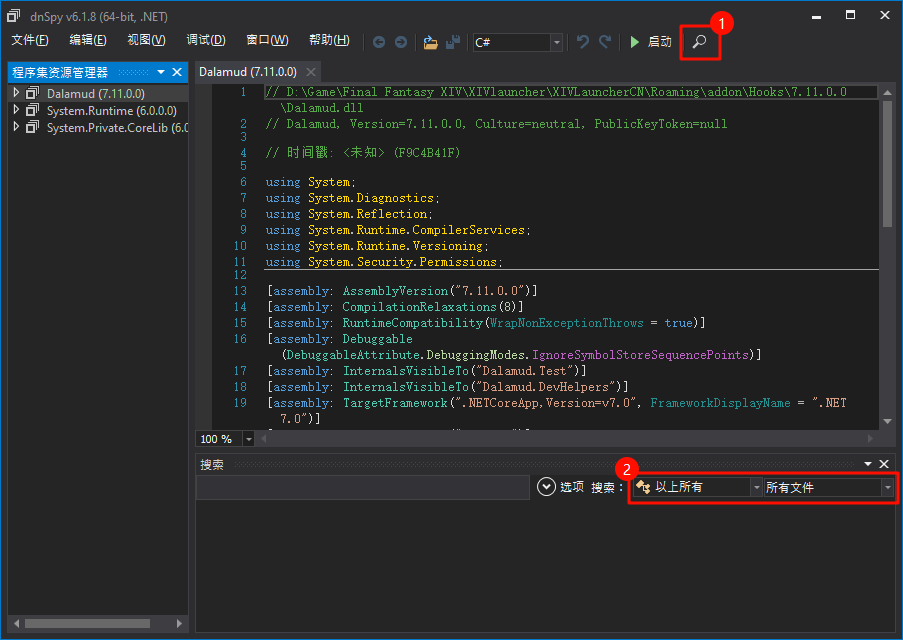 dnSpy v6.1.8 (64-bit, .NET)
1
文件(F) 编辑(E) 视图(V) 调试(D) 窗口(W) 帮助(H) C# 启动
程序集资源管理器
Dalamud (7.11.0.0)
System.Runtime (6.0.0.0)
System.Private.CoreLib (6.0
Dalamud (7.11.0.0)
1 // D:\Game\Final Fantasy XIV\XIVlauncher\XIVLauncherCN\Roaming\addon\Hooks\7.11.0.0
\Dalamud.dll
2 // Dalamud, Version=7.11.0.0, Culture=neutral, PublicKeyToken=null
3
4 // 时间戳: <未知> (F9C4B41F)
5
6 using System;
7 using System.Diagnostics;
8 using System.Reflection;
9 using System.Runtime.CompilerServices;
10 using System.Runtime.Versioning;
11 using System.Security.Permissions;
12
13 [assembly: AssemblyVersion("7.11.0.0")]
14 [assembly: CompilationRelaxations(8)]
15 [assembly: RuntimeCompatibility(WrapNonExceptionThrows = true)]
16 [assembly: Debuggable
(DebuggableAttribute.DebuggingModes.IgnoreSymbolStoreSequencePoints)]
17 [assembly: InternalsVisibleTo("Dalamud.Test")]
18 [assembly: InternalsVisibleTo("Dalamud.DevHelpers")]
19 [assembly: TargetFramework(".NETCoreApp,Version=v7.0", FrameworkDisplayName = ".NET
7.0")]
100 %
搜索
2
选项 搜索： 以上所有 所有文件